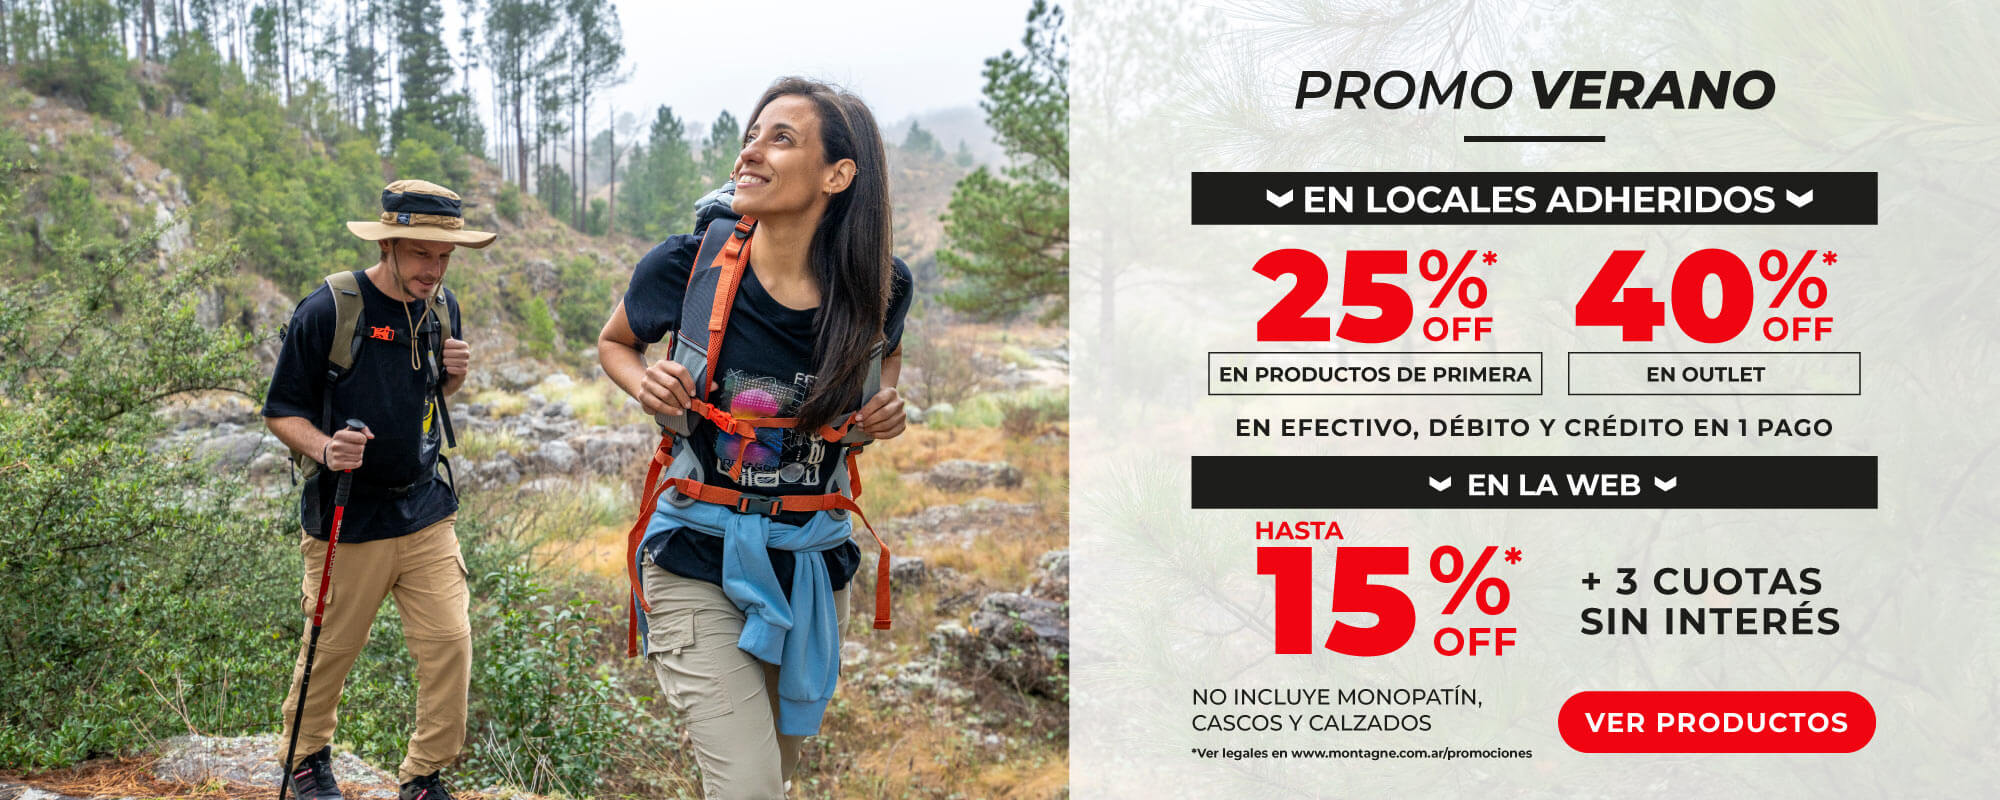 PROMO VERANO
EN LOCALES ADHERIDOS
25%* OFF
40%* OFF
EN PRODUCTOS DE PRIMERA
EN OUTLET
EN EFECTIVO, DÉBITO Y CRÉDITO EN 1 PAGO
EN LA WEB
HASTA
15%* OFF
+ 3 CUOTAS
SIN INTERÉS
NO INCLUYE MONOPATÍN,
CASCOS Y CALZADOS
*Ver legales en www.montagne.com.ar/promociones
VER PRODUCTOS